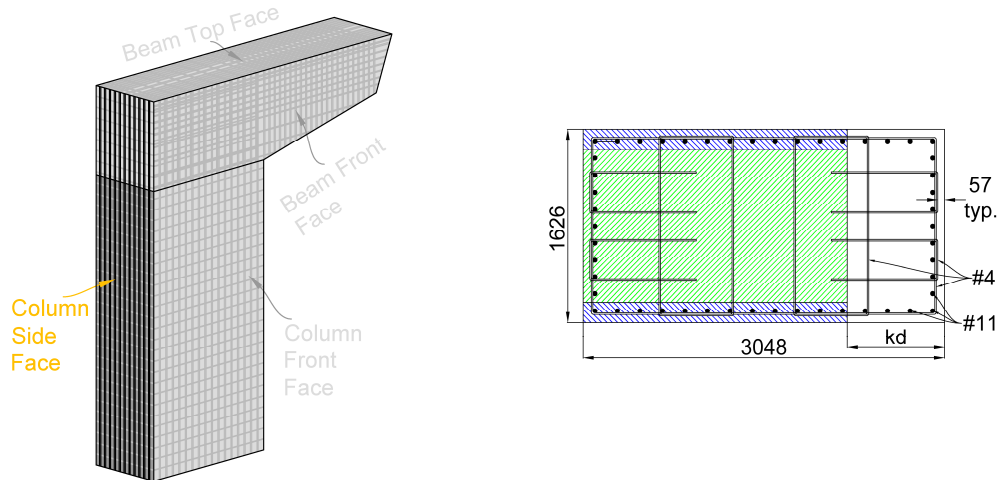 Beam Top Face
Beam Front
Face
Column
Side
Face
Column
Front
Face
1626
3048
kd
57
typ.
#4
#11